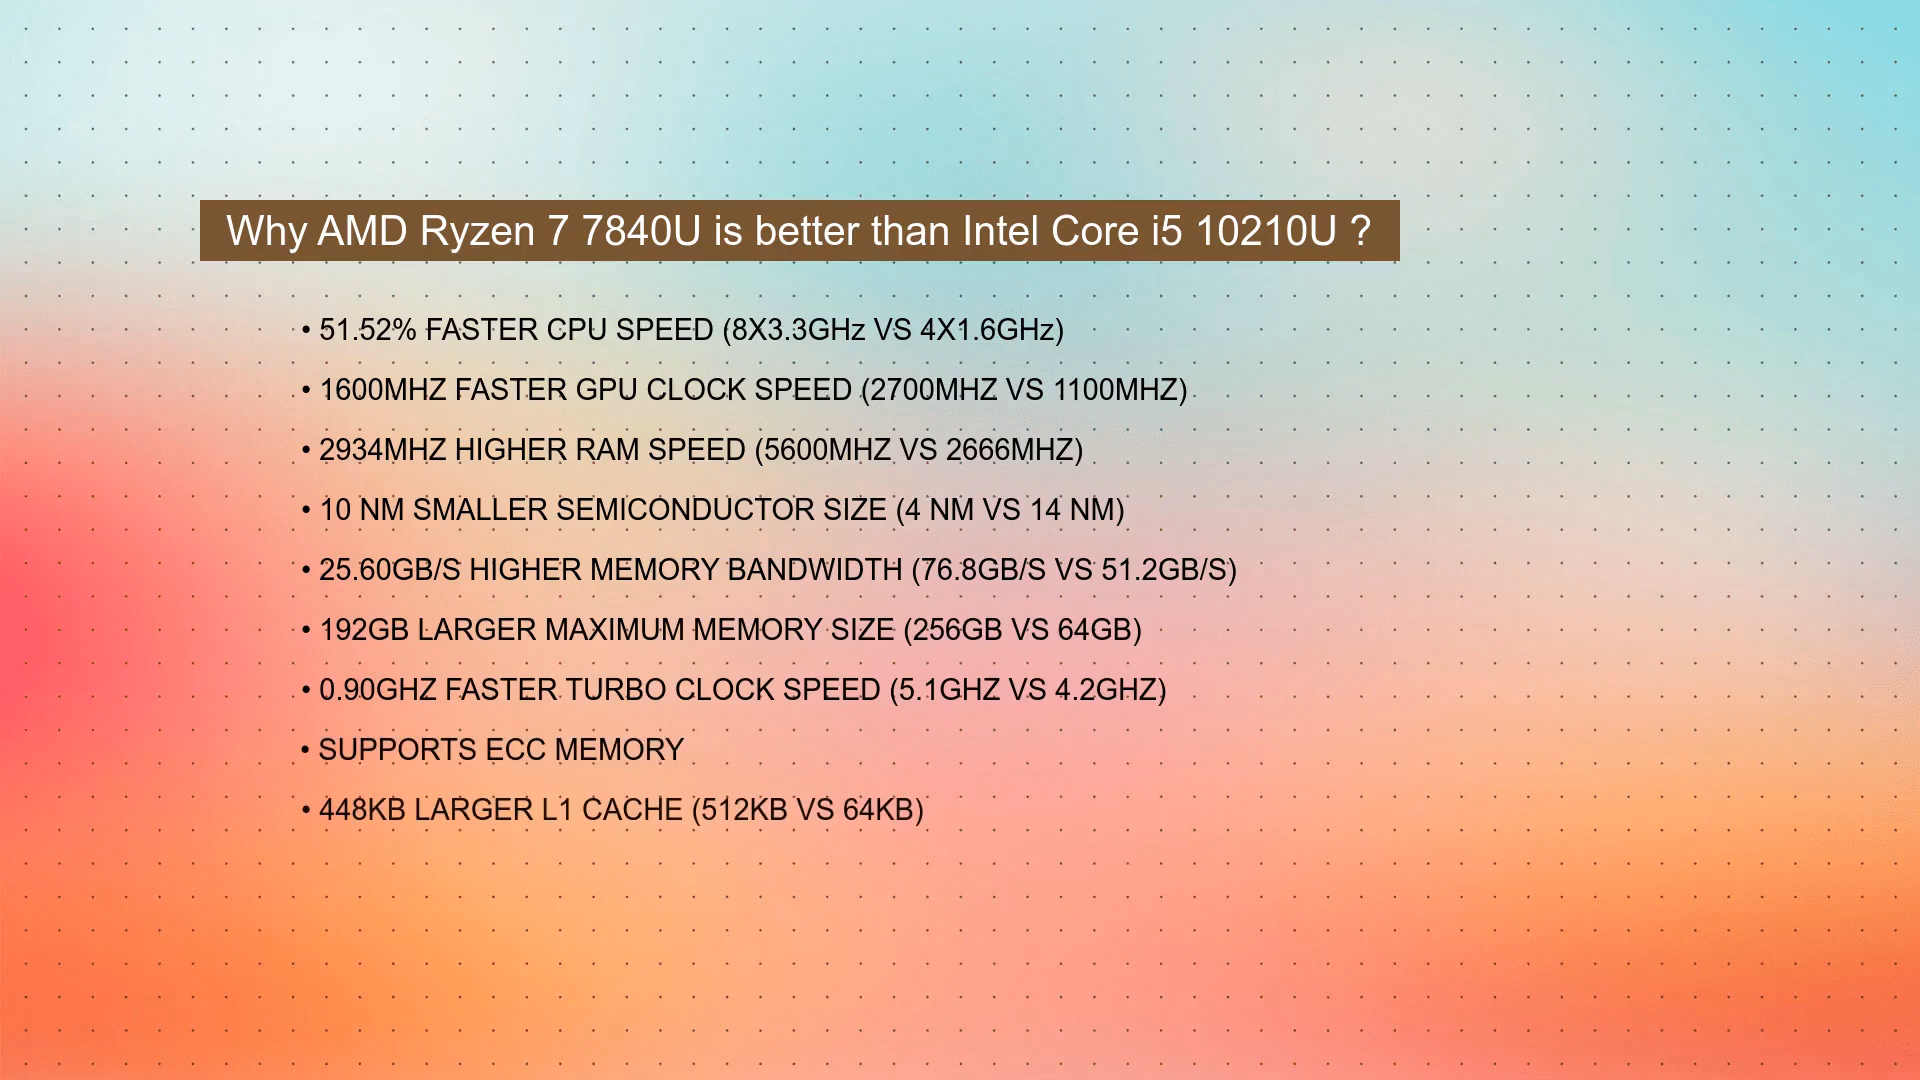 Why AMD Ryzen 7 7840U is better than Intel Core i5 10210U ?
• 51.52% FASTER CPU SPEED (8X3.3GHz VS 4X1.6GHz)
• 1600MHZ FASTER GPU CLOCK SPEED (2700MHZ VS 1100MHZ)
• 2934MHZ HIGHER RAM SPEED (5600MHZ VS 2666MHZ)
• 10 NM SMALLER SEMICONDUCTOR SIZE (4 NM VS 14 NM)
• 25.60GB/S HIGHER MEMORY BANDWIDTH (76.8GB/S VS 51.2GB/S)
• 192GB LARGER MAXIMUM MEMORY SIZE (256GB VS 64GB)
• 0.90GHZ FASTER TURBO CLOCK SPEED (5.1GHZ VS 4.2GHZ)
• SUPPORTS ECC MEMORY
• 448KB LARGER L1 CACHE (512KB VS 64KB)